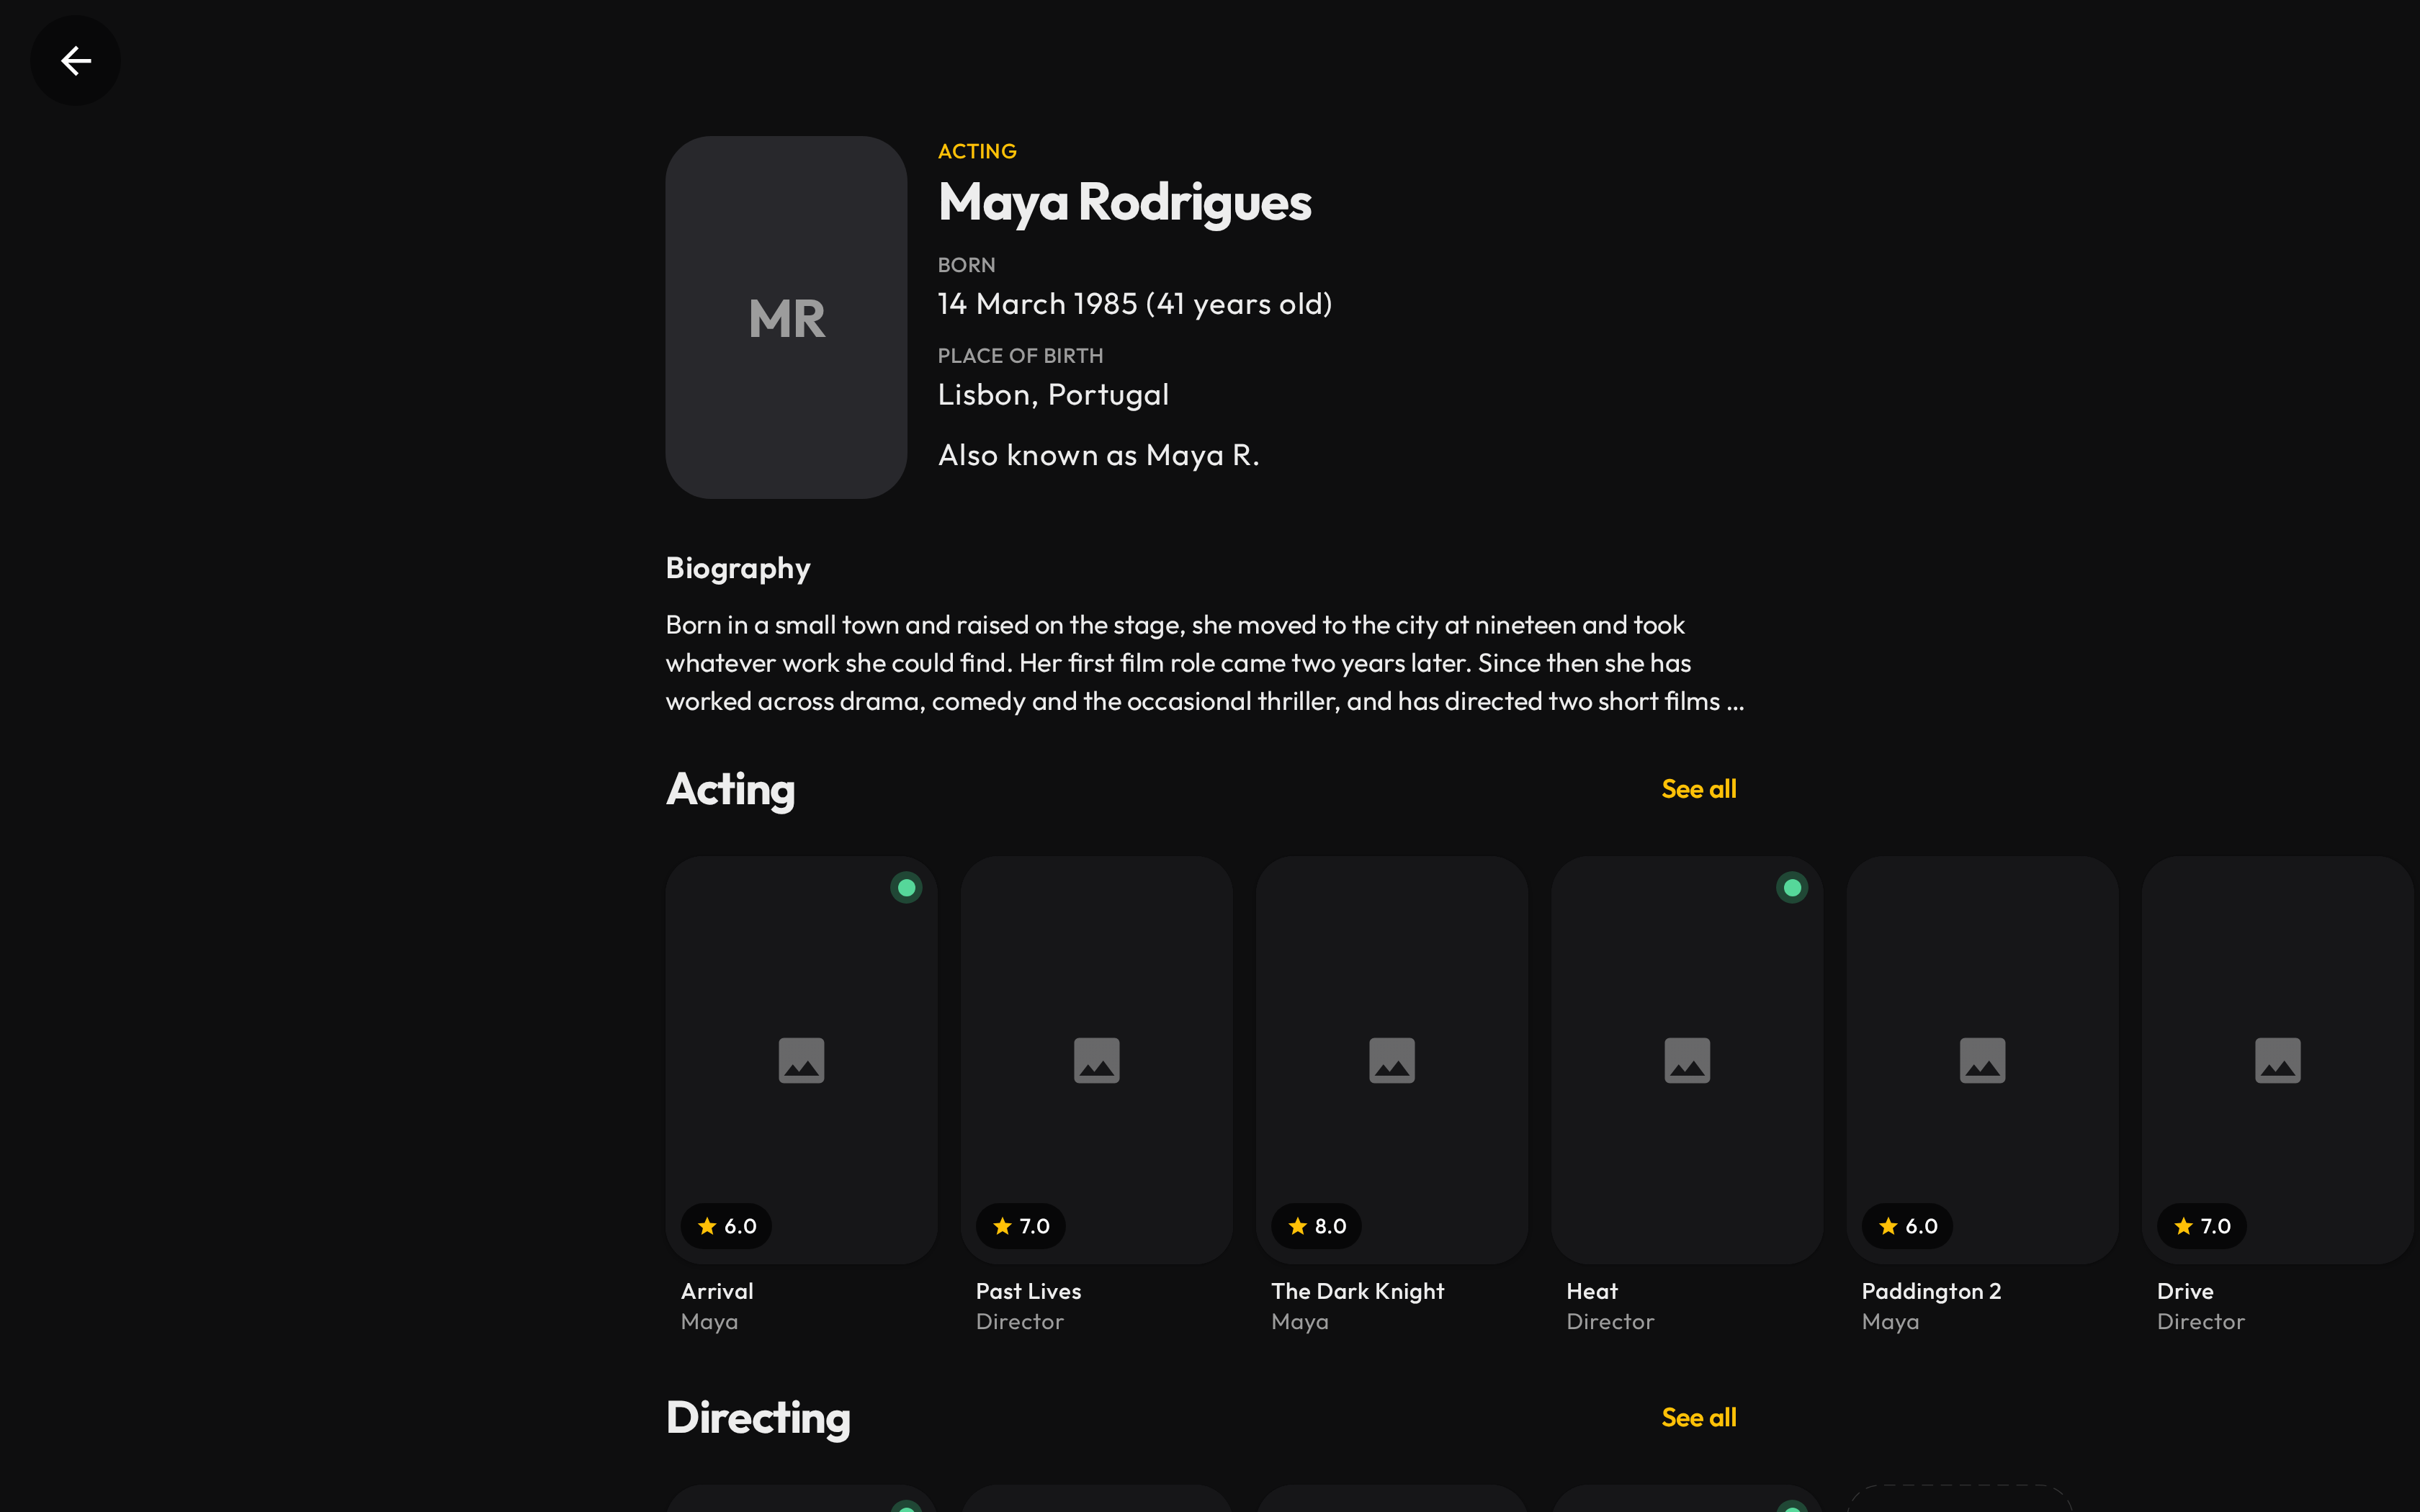 ACTING
Maya Rodrigues
MR
BORN
14 March 1985 (41 years old)
PLACE OF BIRTH
Lisbon, Portugal
Also known as Maya R.
Biography
Born in a small town and raised on the stage, she moved to the city at nineteen and took
whatever work she could find. Her first film role came two years later. Since then she has
worked across drama, comedy and the occasional thriller, and has directed two short films ...
Acting
See all
6.0
7.0
8.0
6.0
7.0
Arrival
Maya
Past Lives
Director
The Dark Knight
Maya
Heat
Director
Paddington 2
Maya
Drive
Director
Directing
See all